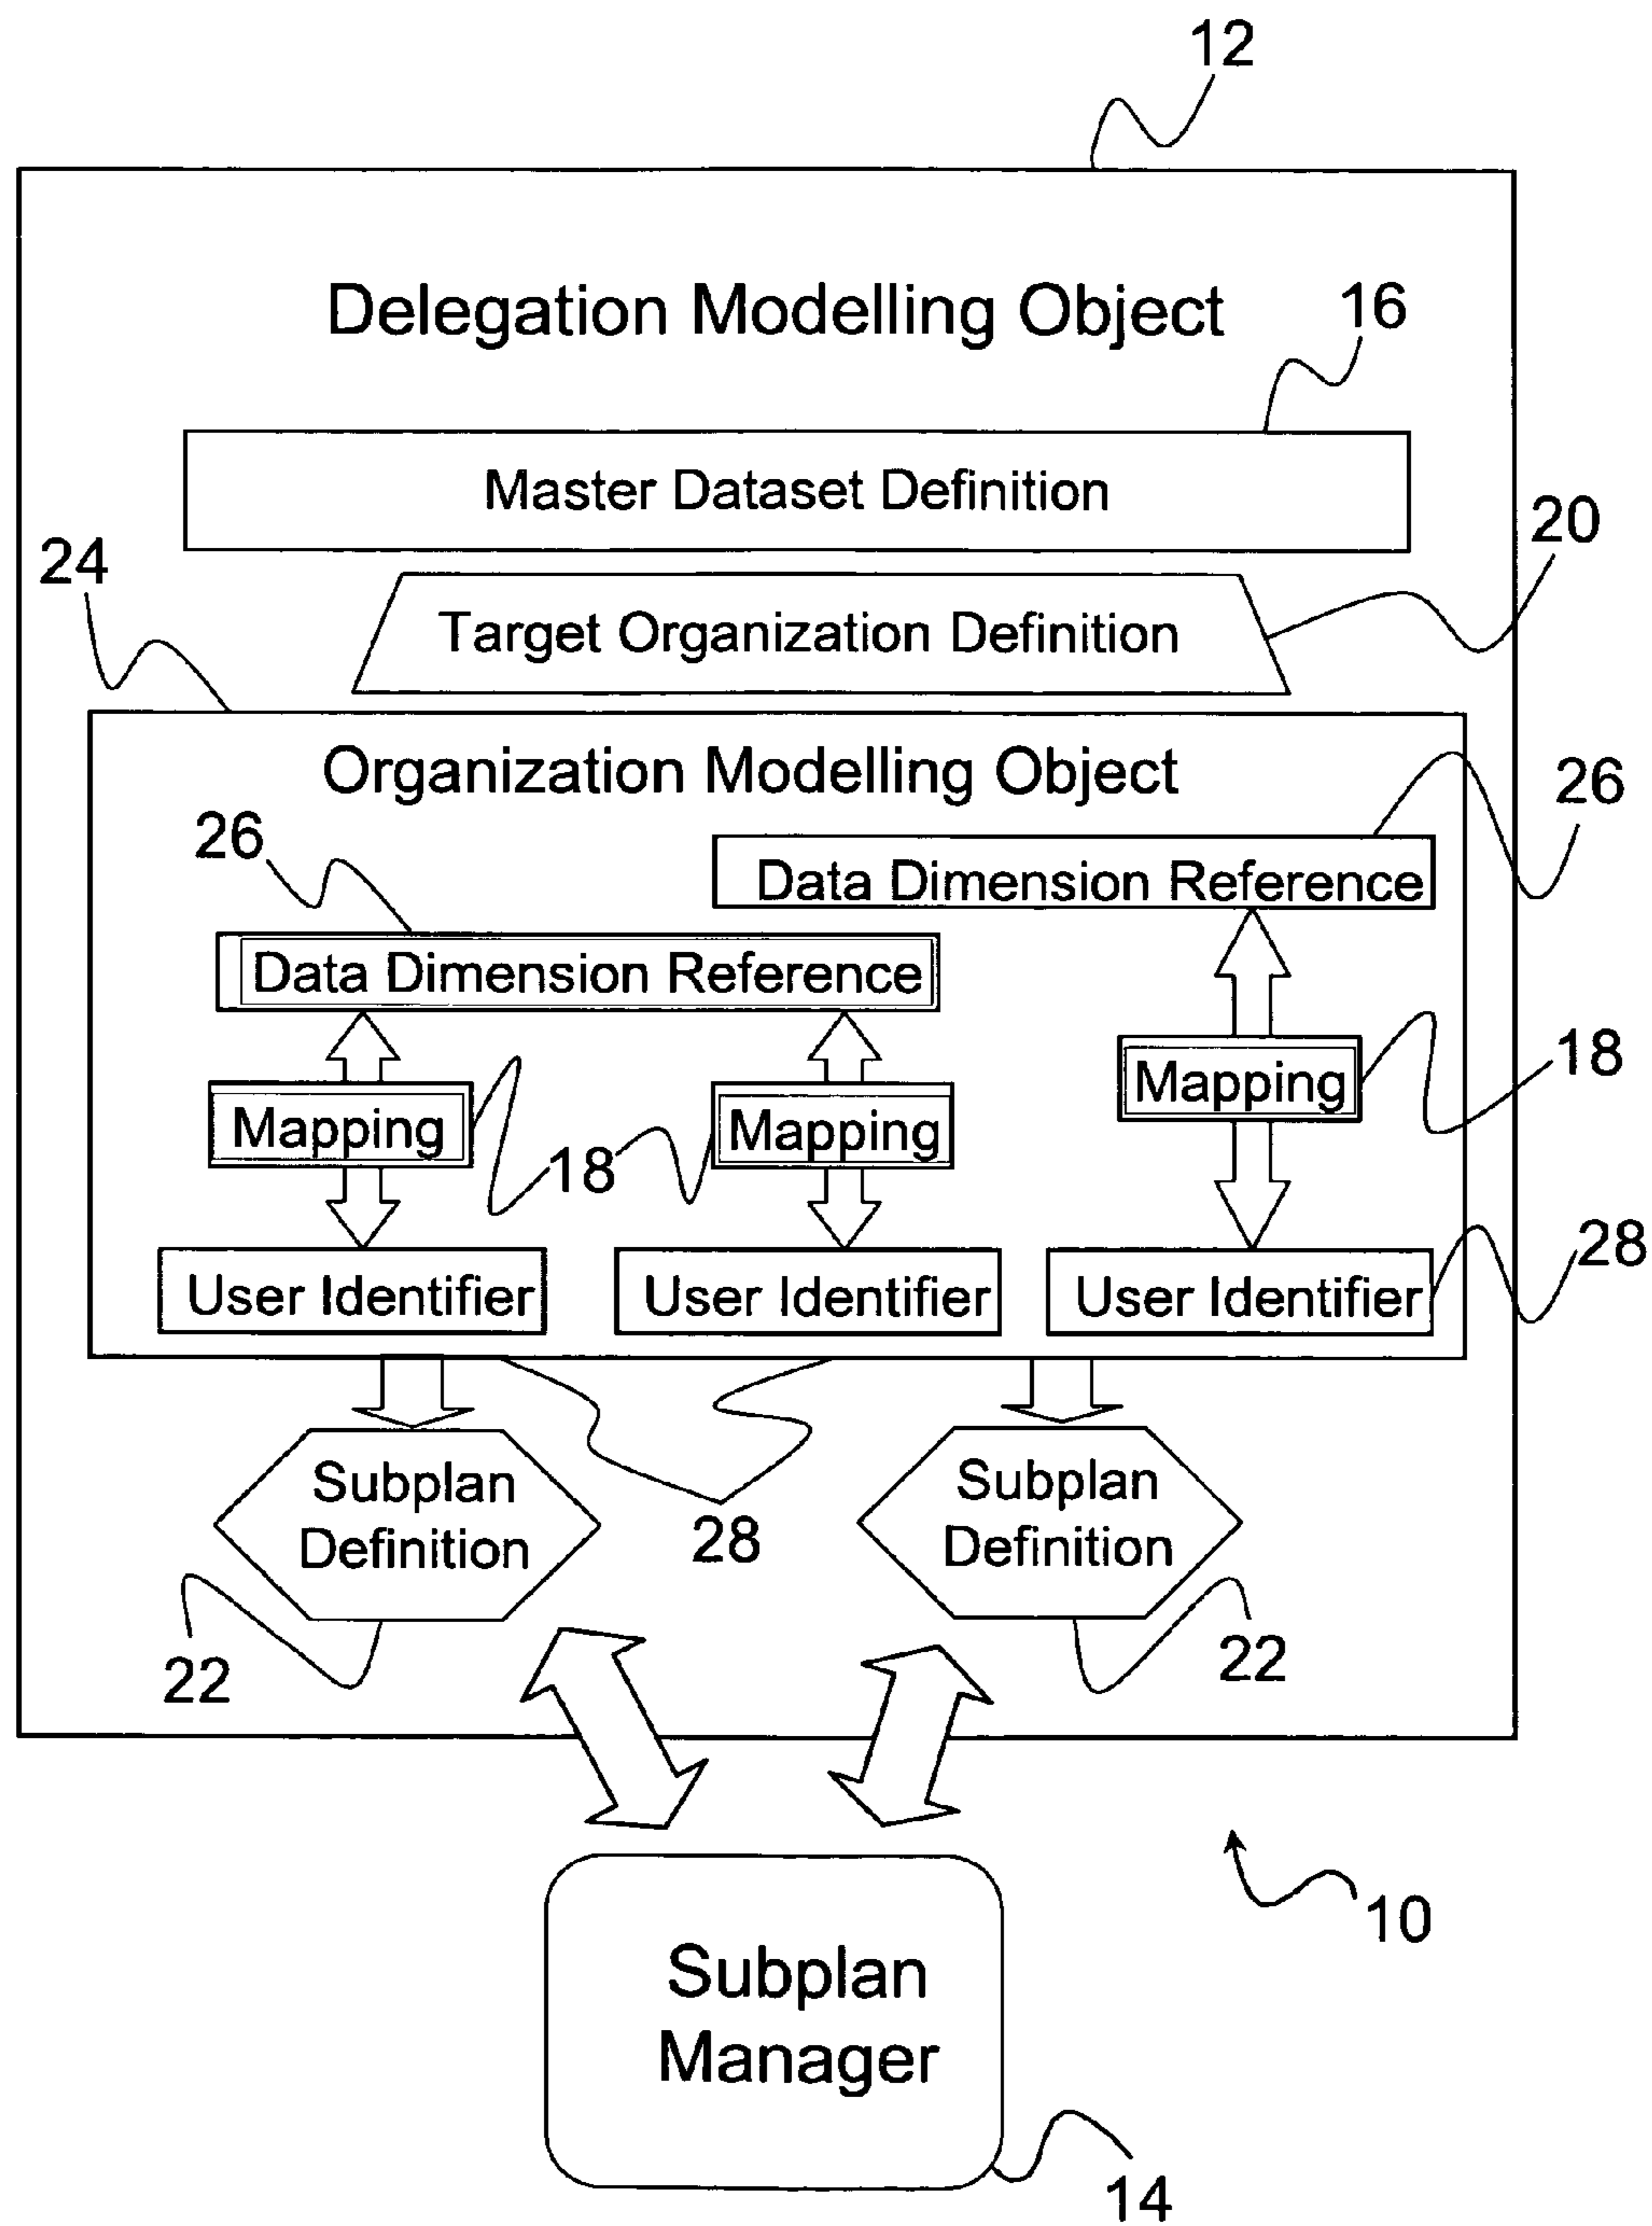 12
Delegation Modelling Object
16
Master Dataset Definition
20
24
Target Organization Definition
Organization Modelling Object
26
26
Data Dimension Reference
Data Dimension Reference
18
Mapping
Mapping
Mapping
18
28
User Identifier
User Identifier
User Identifier
Subplan
Definition
Subplan
Definition
28
22
22
10
Subplan
Manager
14